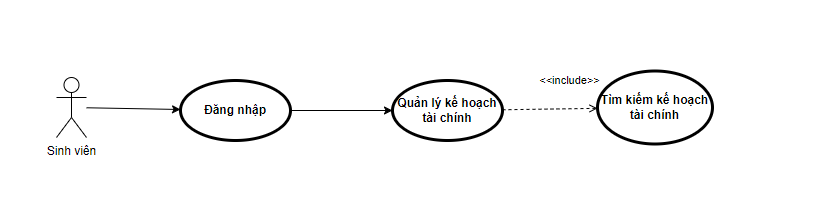 <<include>>
Đăng nhập
Quản lý kế hoạch
tài chính
Tìm kiếm kế hoạch
tài chính
Sinh viên